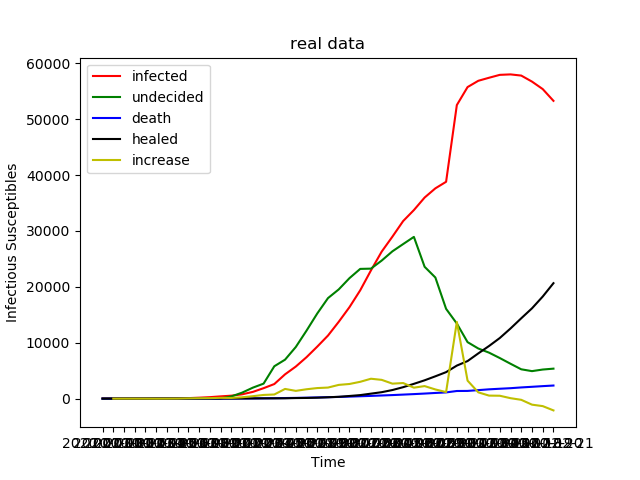 real data
infected
undecided
death
healed
increase
60000
50000
40000
30000
20000
10000
0
Infectious Susceptibles
Time